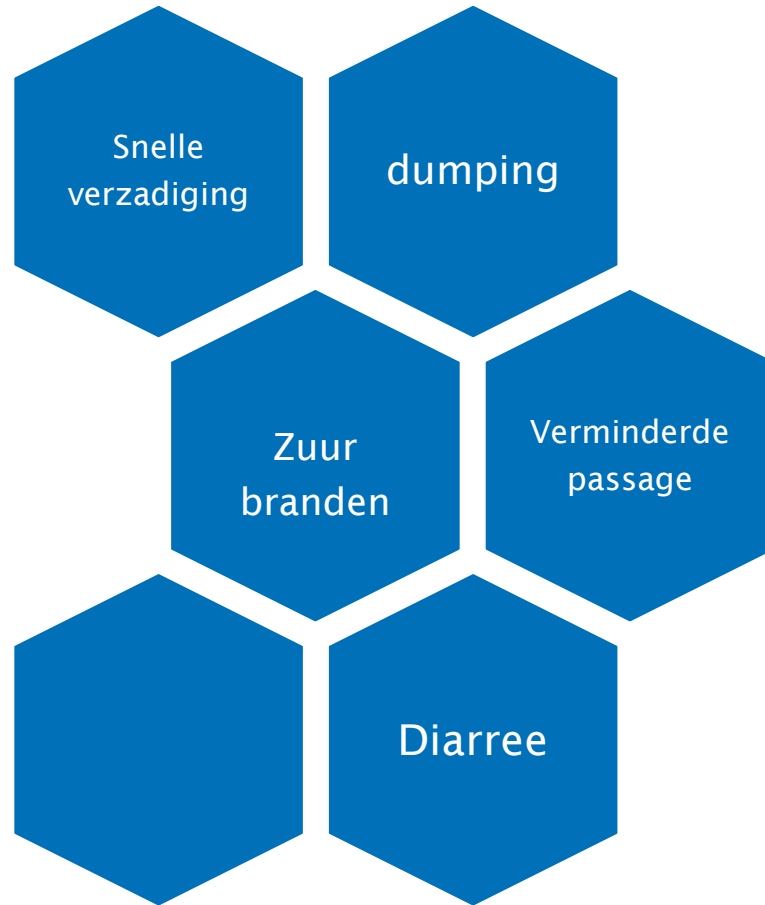 Snelle
verzadiging
dumping
Zuur
branden
Verminderde
passage
Diarree